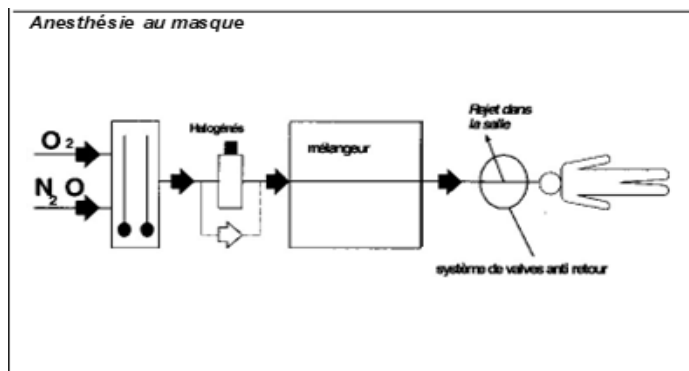 Anesthésie au masque
Rejet dans
la salle
Halogénés
mélangeur
O2
N2O
système de valves anti retour